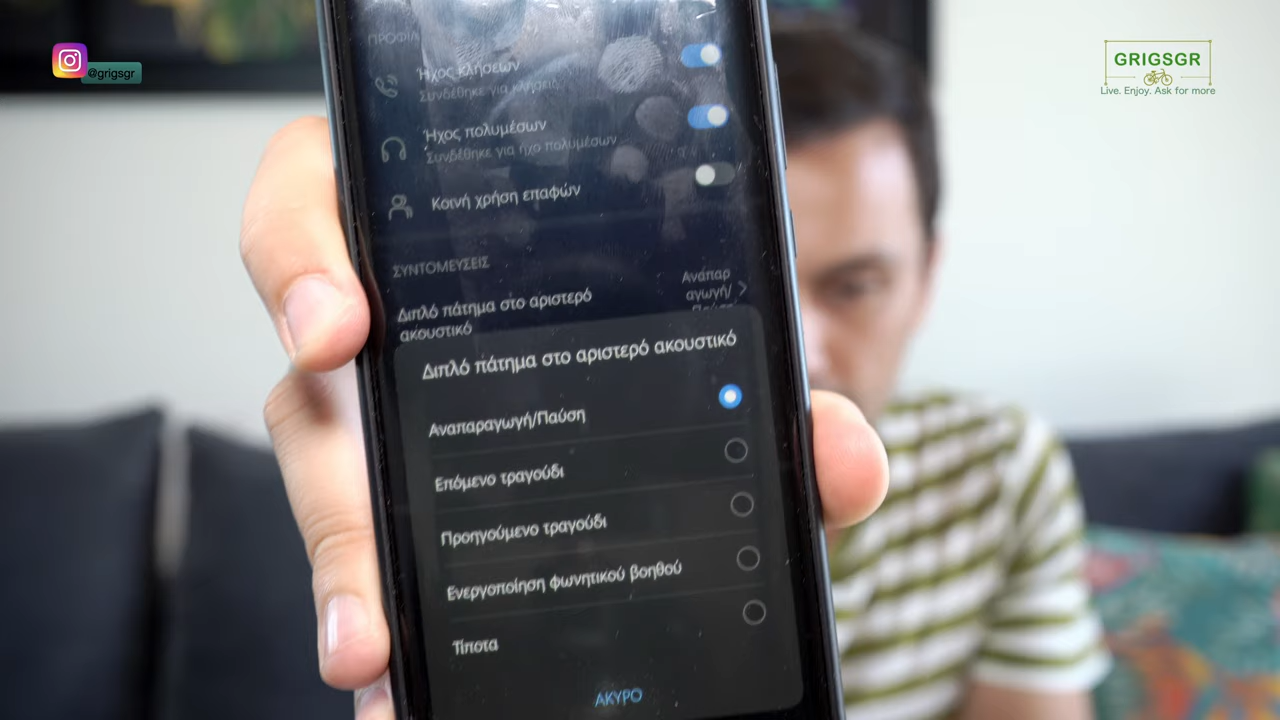 @grigsgr
GRIGSGR
Live. Enjoy. Ask for more
ΠΡΟΦΙΛ
Ήχος κλήσεων
Συνδέθηκε για κλήσεις
Ήχος πολυμέσων
Συνδέθηκε για ήχο πολυμέσων
Κοινή χρήση επαφών
ΣΥΝΤΟΜΕΥΣΕΙΣ
Διπλό πάτημα στο αριστερό
ακουστικό
Αναπαρ
αγωγή/
Παύση
Διπλό πάτημα στο αριστερό ακουστικό
Αναπαραγωγή/Παύση
Επόμενο τραγούδι
Προηγούμενο τραγούδι
Ενεργοποίηση φωνητικού βοηθού
Τίποτα
ΑΚΥΡΟ